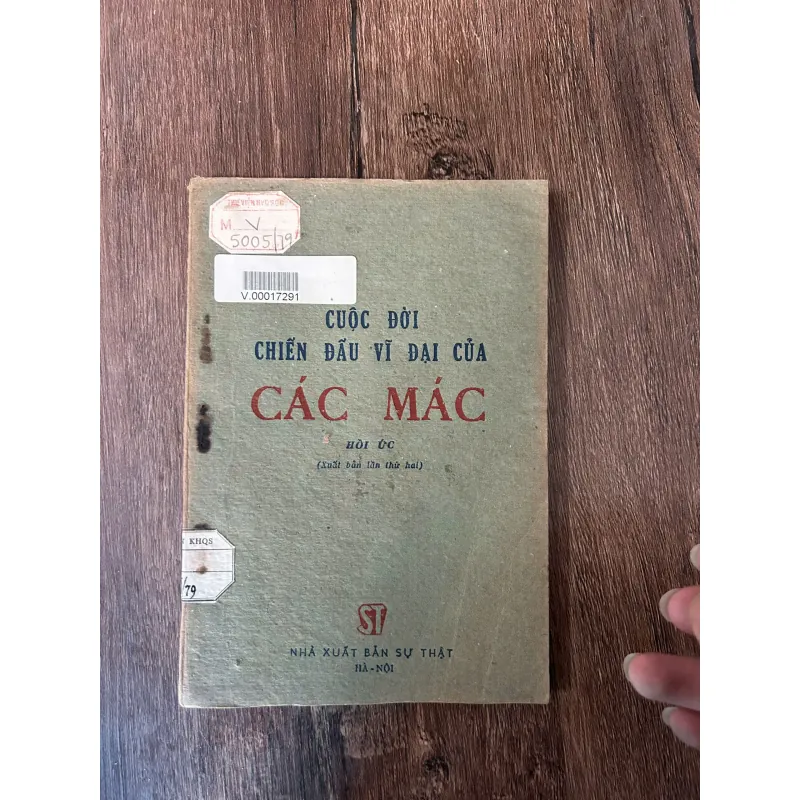 M V
5005/79
V.00017291
CUỘC ĐỜI
CHIẾN ĐẤU VĨ ĐẠI CỦA
CÁC MÁC
HỒI ỨC
(Xuất bản lần thứ hai)
KHQS
/79
ST
NHÀ XUẤT BẢN SỰ THẬT
HÀ-NỘI